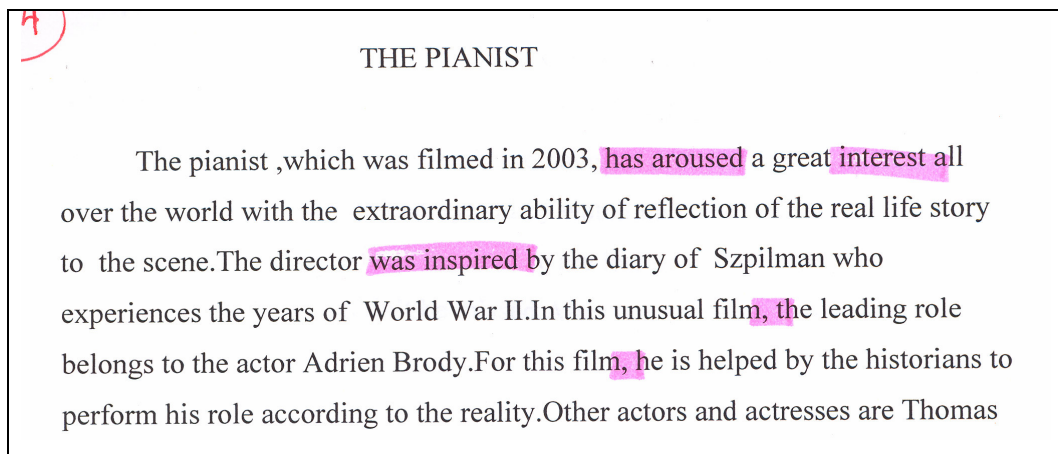 THE PIANIST
The pianist ,which was filmed in 2003, has aroused a great interest all
over the world with the extraordinary ability of reflection of the real life story
to the scene.The director was inspired by the diary of Szpilman who
experiences the years of World War II.In this unusual film, the leading role
belongs to the actor Adrien Brody.For this film, he is helped by the historians to
perform his role according to the reality.Other actors and actresses are Thomas